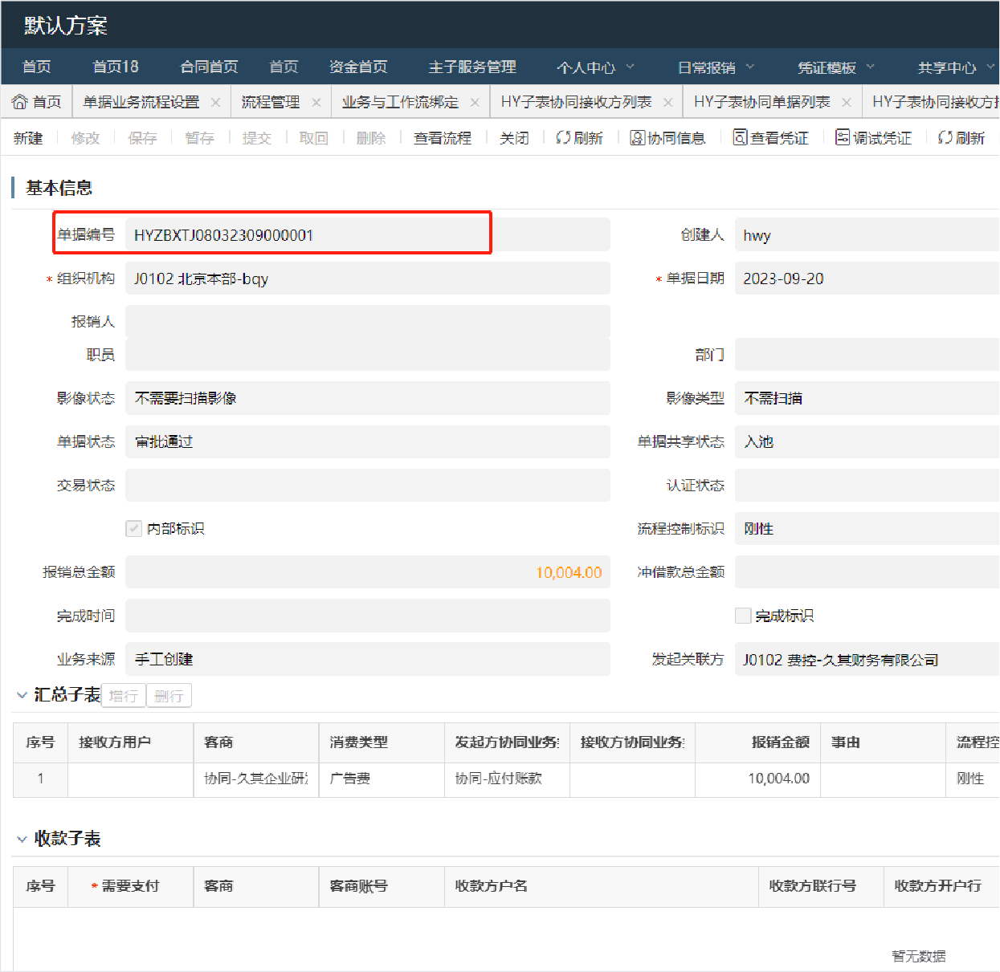 默认方案
首页 首页18 合同首页 首页 资金首页 主子服务管理 个人中心 日常报销 凭证模板 共享中心
首页 单据业务流程设置 流程管理 业务与工作流绑定 HY子表协同接收方列表 HY子表协同单据列表 HY子表协同接收方
新建 修改 保存 暂存 提交 取回 删除 查看流程 关闭 刷新 协同信息 查看凭证 调试凭证 刷新
基本信息
单据编号 HYZBXTJ08032309000001 创建人 hwy
* 组织机构 J0102 北京本部-bqy * 单据日期 2023-09-20
报销人
职员 部门
影像状态 不需要扫描影像 影像类型 不需扫描
单据状态 审批通过 单据共享状态 入池
交易状态 认证状态
内部标识 流程控制标识 刚性
报销总金额 10,004.00 冲借款总金额
完成时间 完成标识
业务来源 手工创建 发起关联方 J0102 费控-久其财务有限公司
汇总子表 增行 删行
序号 接收方用户 客商 消费类型 发起方协同业务 接收方协同业务 报销金额 事由 流程控
1 协同-久其企业研 广告费 协同-应付账款 10,004.00 刚性
收款子表
序号 * 需要支付 客商 客商账号 收款方户名 收款方联行号 收款方开户行
暂无数据